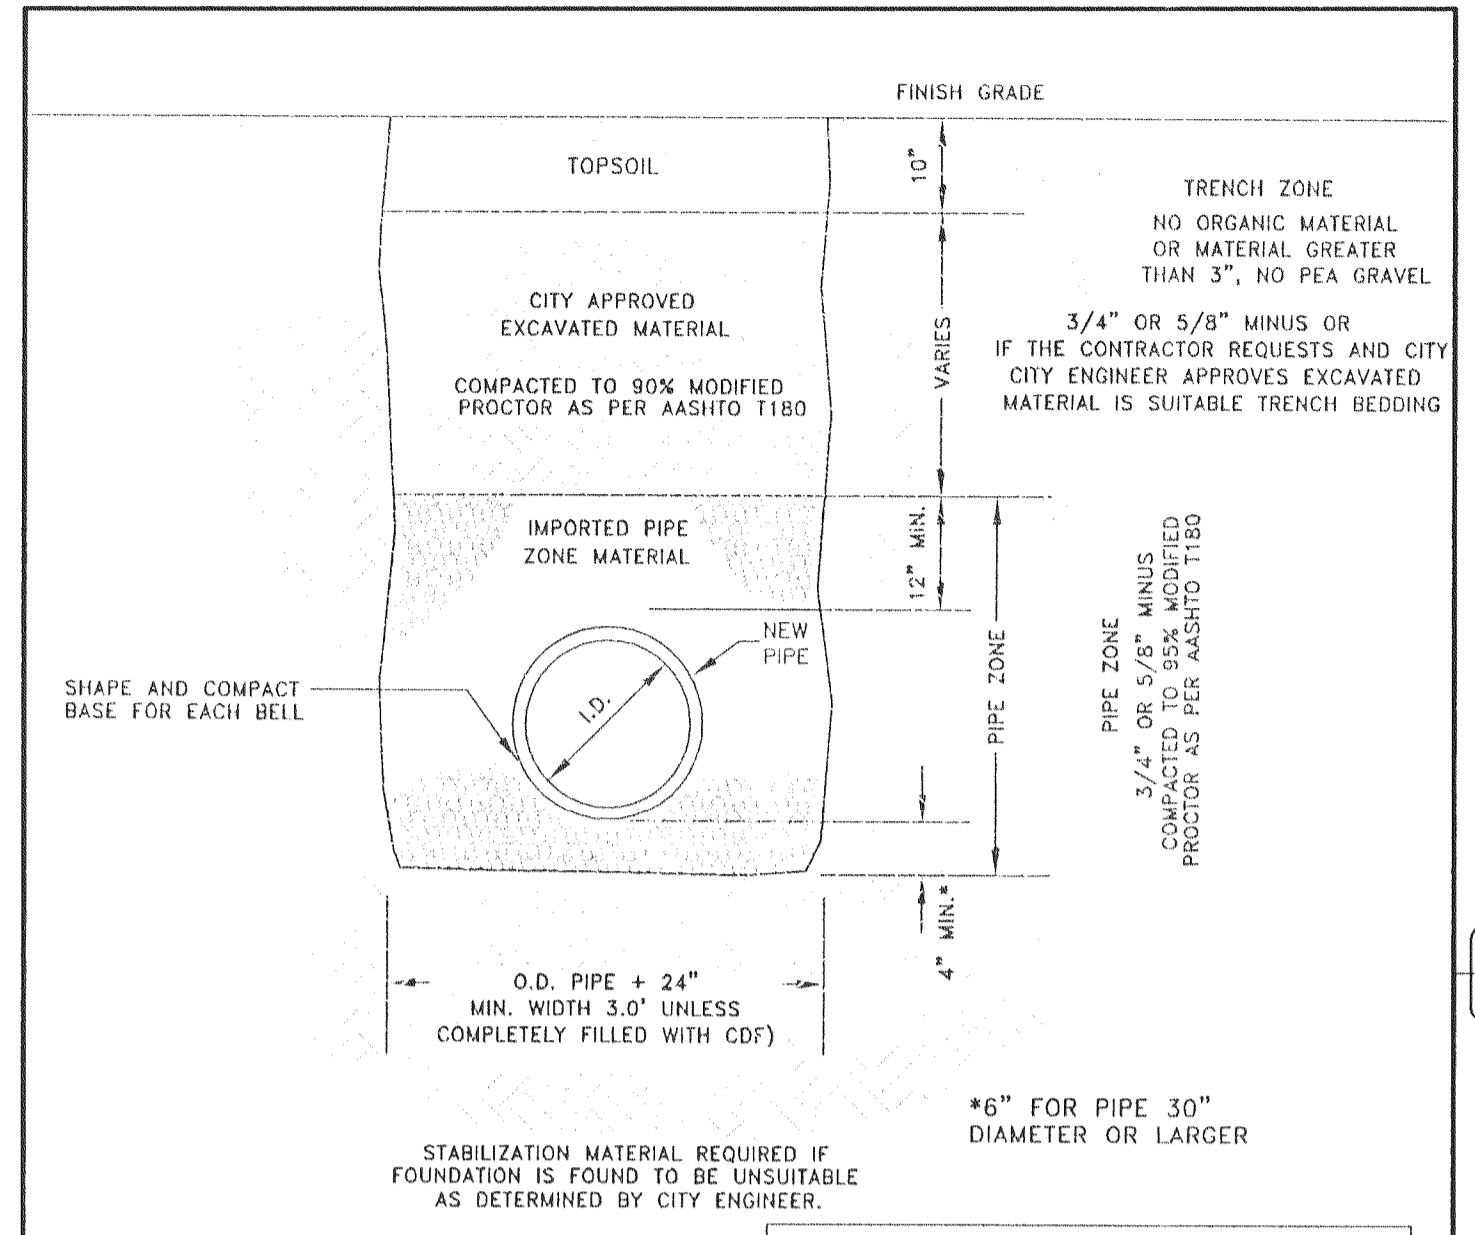 FINISH GRADE
TOPSOIL
10"
TRENCH ZONE
NO ORGANIC MATERIAL
OR MATERIAL GREATER
THAN 3", NO PEA GRAVEL
CITY APPROVED
EXCAVATED MATERIAL
COMPACTED TO 90% MODIFIED
PROCTOR AS PER AASHTO T180
VARIES
3/4" OR 5/8" MINUS OR
IF THE CONTRACTOR REQUESTS AND CITY
CITY ENGINEER APPROVES EXCAVATED
MATERIAL IS SUITABLE TRENCH BEDDING
IMPORTED PIPE
ZONE MATERIAL
12" MIN.
NEW
PIPE
I.D.
SHAPE AND COMPACT
BASE FOR EACH BELL
PIPE ZONE
PIPE ZONE
3/4" OR 5/8" MINUS
COMPACTED TO 95% MODIFIED
PROCTOR AS PER AASHTO T180
4" MIN.*
O.D. PIPE + 24"
MIN. WIDTH 3.0' UNLESS
COMPLETELY FILLED WITH CDF)
*6" FOR PIPE 30"
DIAMETER OR LARGER
STABILIZATION MATERIAL REQUIRED IF
FOUNDATION IS FOUND TO BE UNSUITABLE
AS DETERMINED BY CITY ENGINEER.